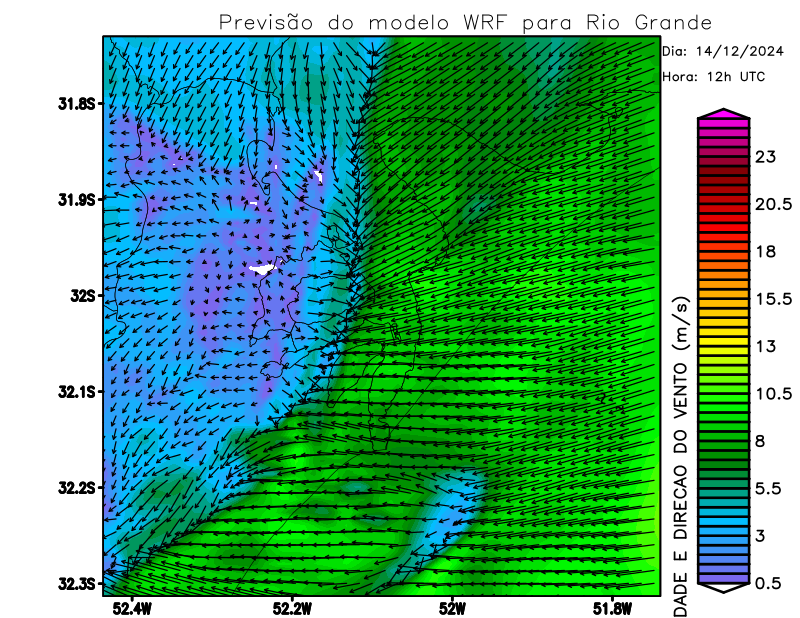 Previsão do modelo WRF para Rio Grande
Dia: 14/12/2024
Hora: 12h UTC
31.8S
31.9S
32S
32.1S
32.2S
32.3S
52.4W
52.2W
52W
51.8W
23
20.5
18
15.5
13
10.5
8
5.5
3
0.5
DADE E DIRECAO DO VENTO (m/s)